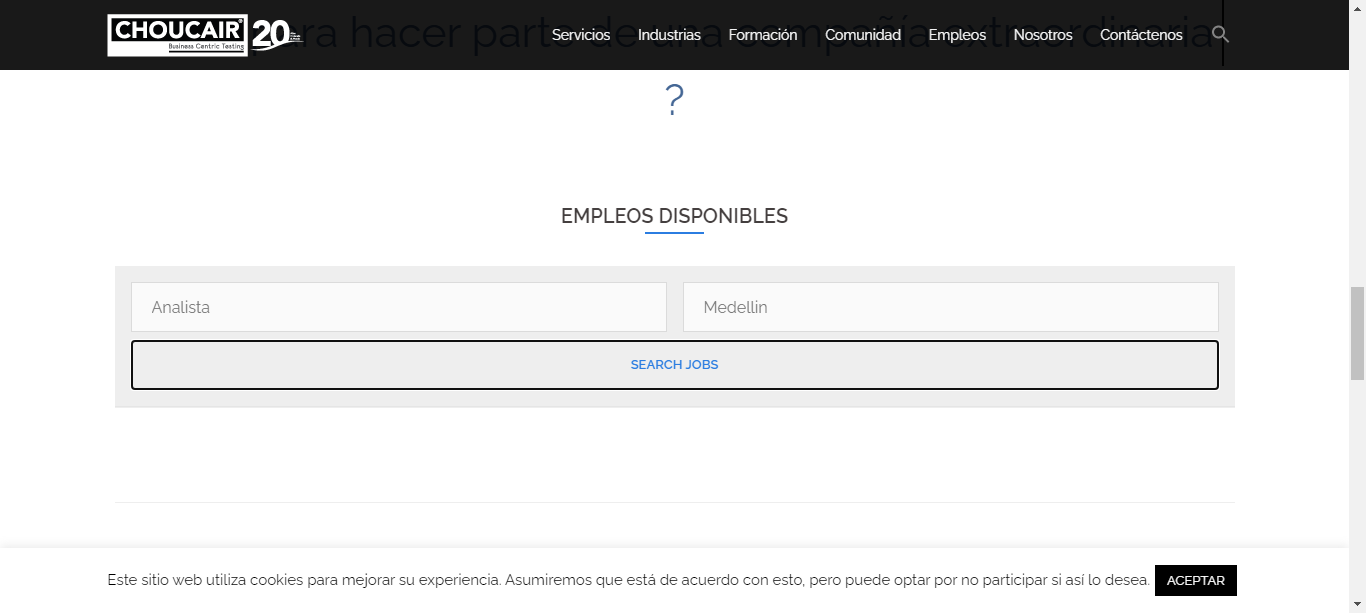 CHOUCAIR
Business Centric Testing
20
ra hacer parte de una compañía extraordinaria
Servicios Industrias Formación Comunidad Empleos Nosotros Contáctenos
?
EMPLEOS DISPONIBLES
Analista Medellin
SEARCH JOBS
Este sitio web utiliza cookies para mejorar su experiencia. Asumiremos que está de acuerdo con esto, pero puede optar por no participar si así lo desea. ACEPTAR